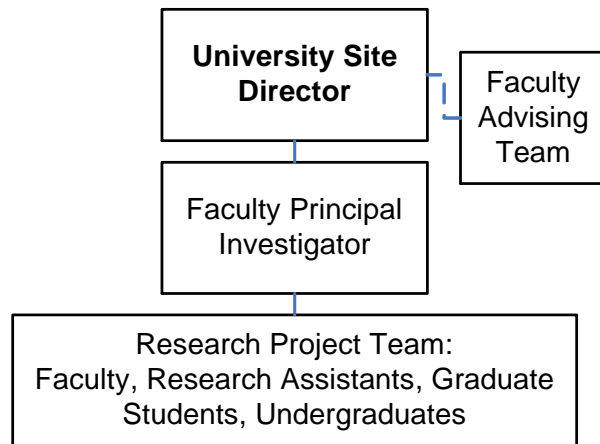 University Site
Director
Faculty
Advising
Team
Faculty Principal
Investigator
Research Project Team:
Faculty, Research Assistants, Graduate
Students, Undergraduates